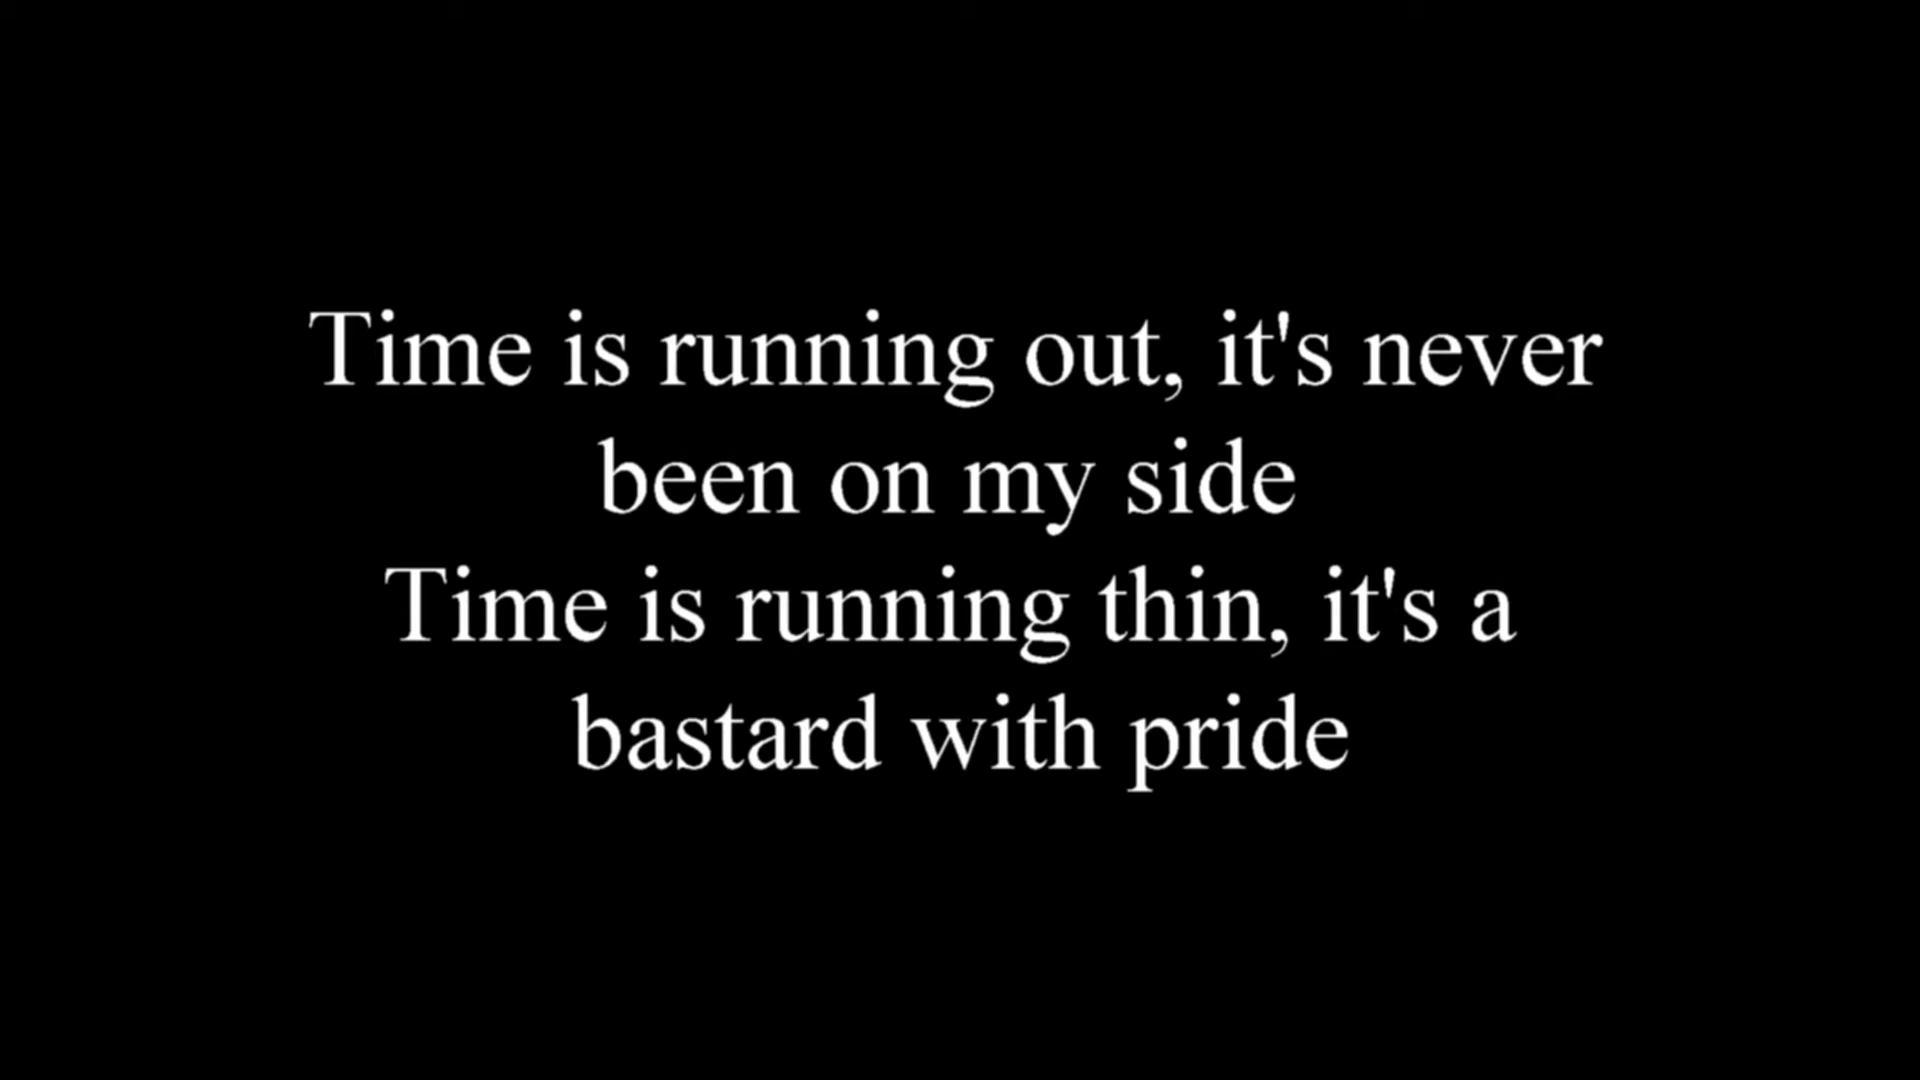 Time is running out, it's never
been on my side
Time is running thin, it's a
bastard with pride